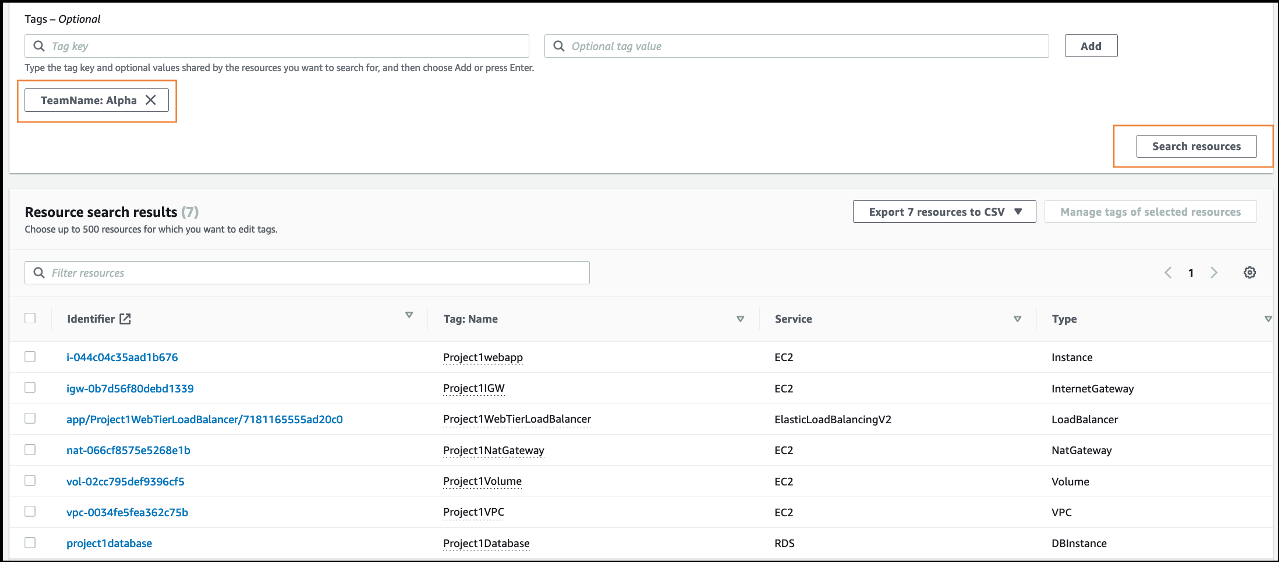 Tags – Optional
Tag key
Optional tag value
Add
Type the tag key and optional values shared by the resources you want to search for, and then choose Add or press Enter.
TeamName: Alpha
Search resources
Resource search results (7)
Export 7 resources to CSV
Manage tags of selected resources
Choose up to 500 resources for which you want to edit tags.
Filter resources
1
Identifier Tag: Name Service Type
i-044c04c35aad1b676 Project1webapp EC2 Instance
igw-0b7d56f80debd1339 Project1IGW EC2 InternetGateway
app/Project1WebTierLoadBalancer/7181165555ad20c0 Project1WebTierLoadBalancer ElasticLoadBalancingV2 LoadBalancer
nat-066cf8575e5268e1b Project1NatGateway EC2 NatGateway
vol-02cc795def9396cf5 Project1Volume EC2 Volume
vpc-0034fe5fea362c75b Project1VPC EC2 VPC
project1database Project1Database RDS DBInstance